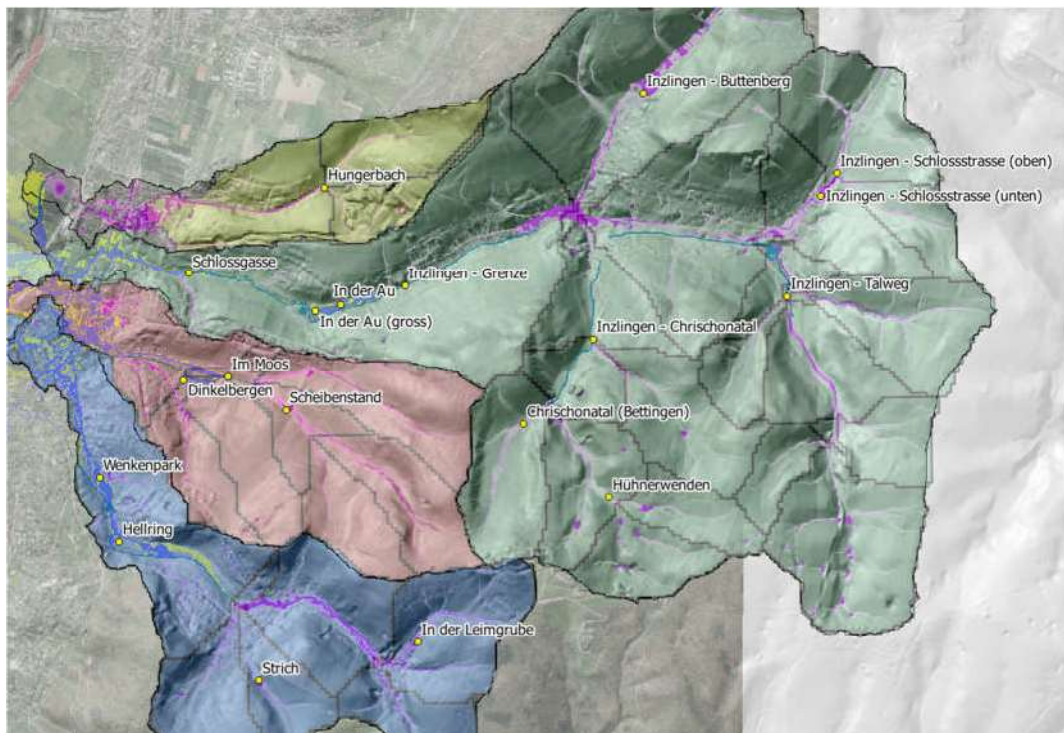 Inzlingen - Buttenberg
Inzlingen - Schlossstrasse (oben)
Hungerbach
Inzlingen - Schlossstrasse (unten)
Schlossgasse
Inzlingen - Grenze
In der Au
Inzlingen - Talweg
In der Au (gross)
Inzlingen - Chrischonatal
Im Moos
Dinkelbergen
Scheibenstand
Chrischonatal (Bettingen)
Wenkenpark
Hühnerwenden
Hellring
In der Leimgrube
Strich